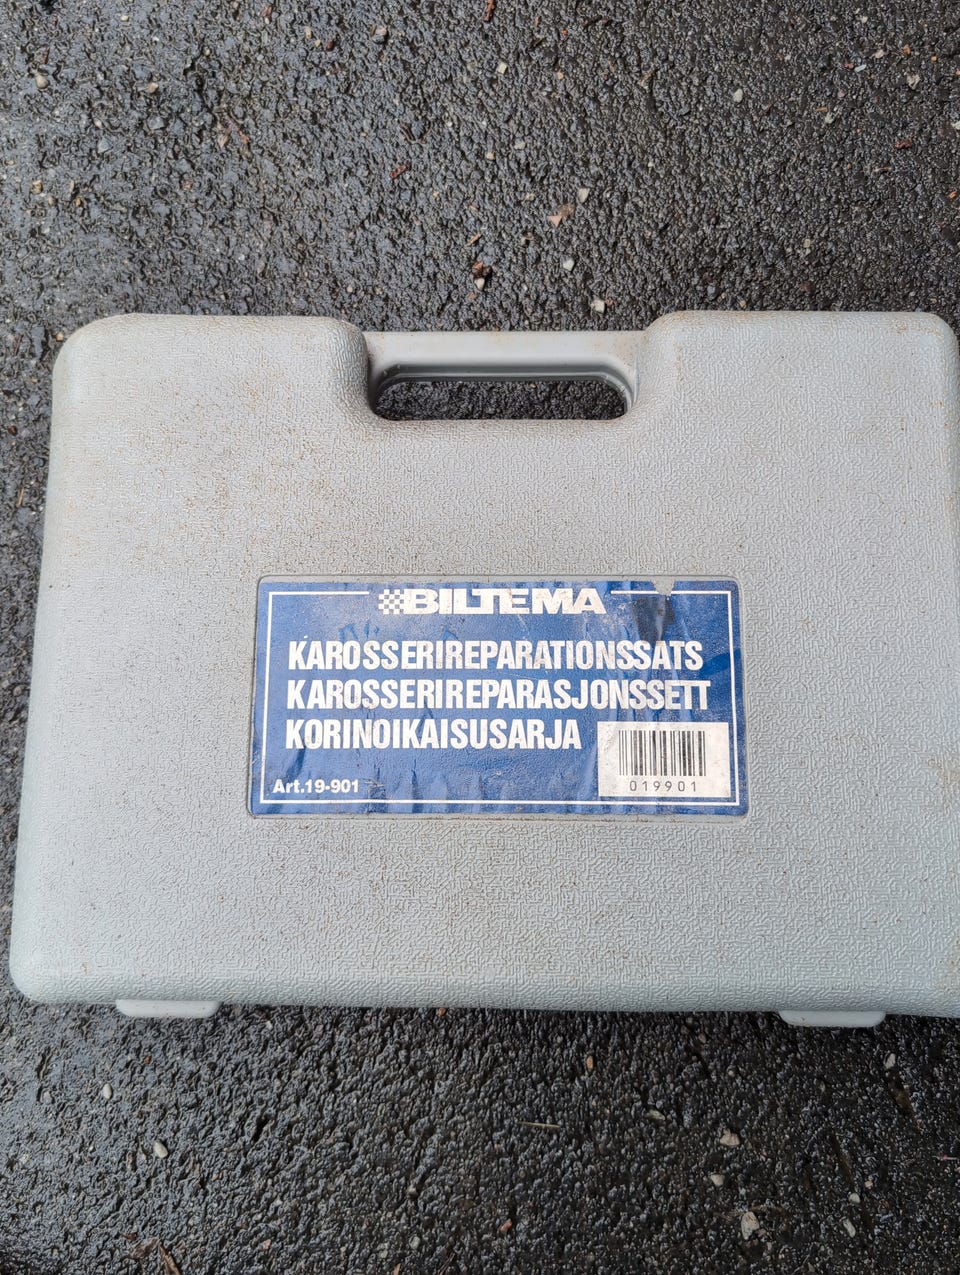 BILTEMA
KAROSSERIREPARATIONSSATS
KAROSSERIREPARASJONSSETT
KORINOIKAISUSARJA
Art.19-901
019901